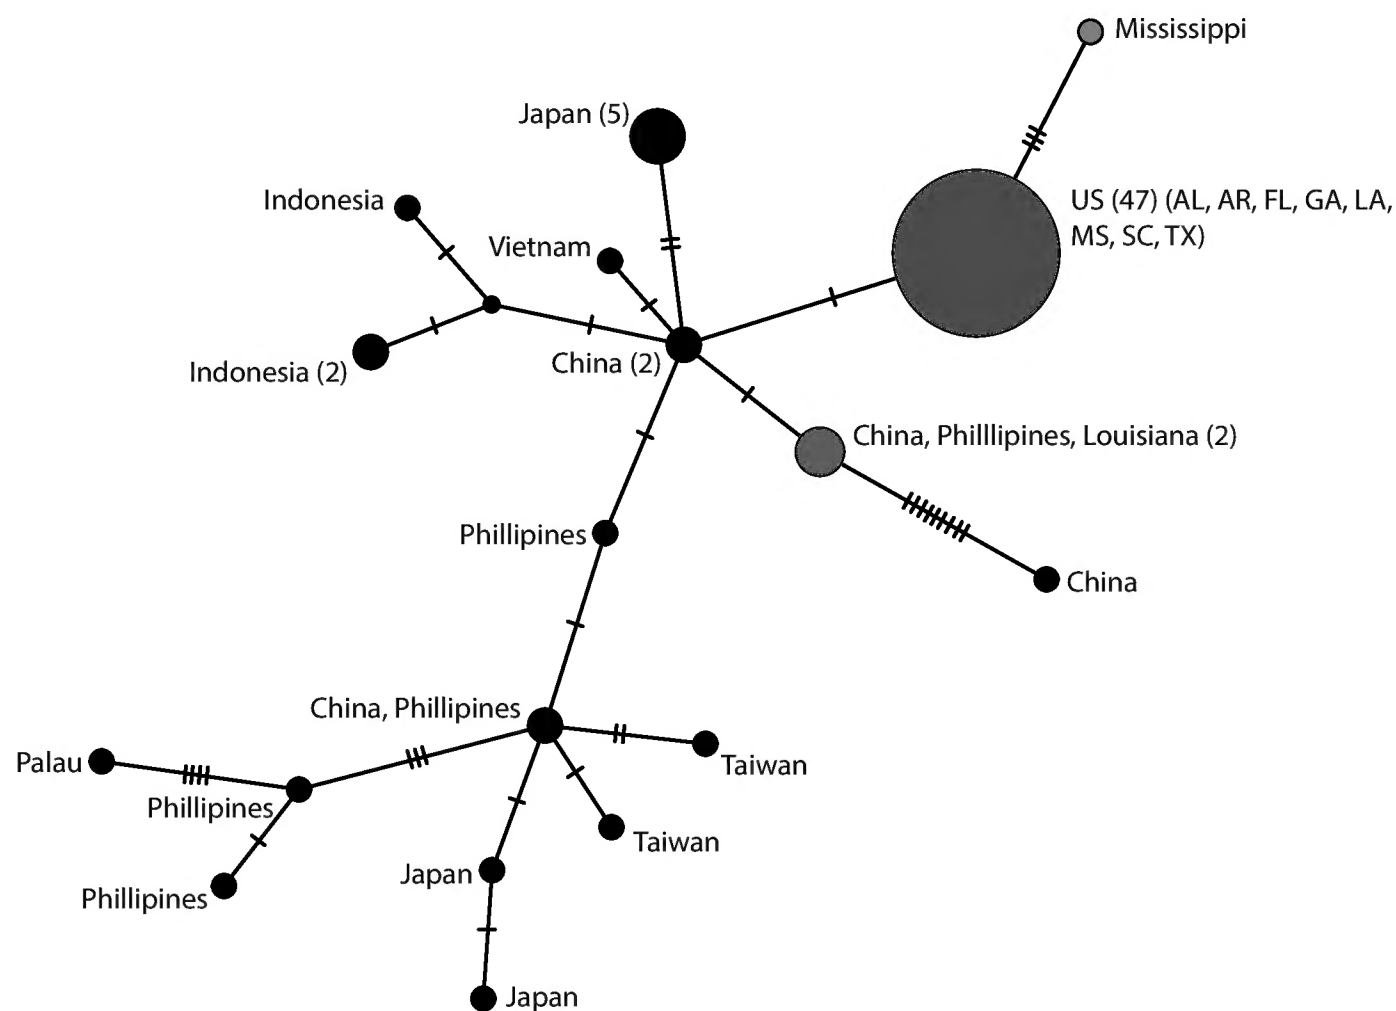 Mississippi
Japan (5)
US (47) (AL, AR, FL, GA, LA,
MS, SC, TX)
Indonesia
Vietnam
China (2)
Indonesia (2)
China, Philllipines, Louisiana (2)
Phillipines
China
China, Phillipines
Palau
Taiwan
Phillipines
Taiwan
Japan
Phillipines
Japan